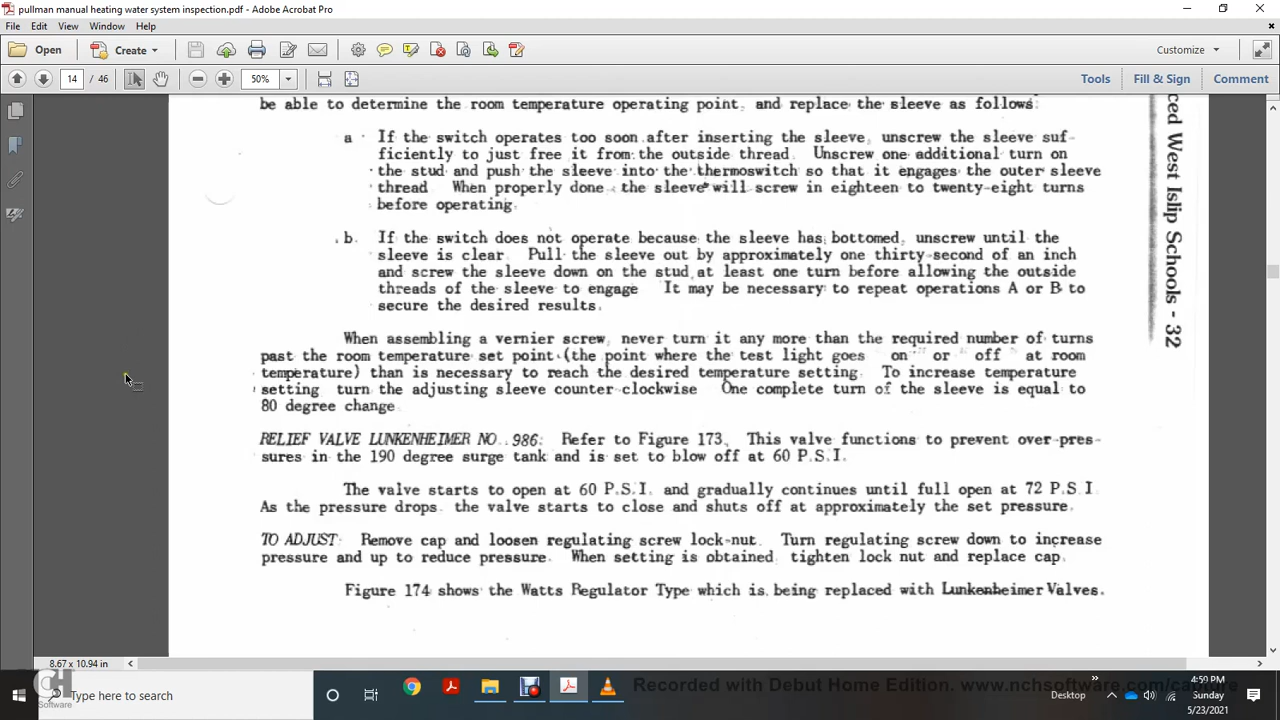 pullman manual heating water system inspection.pdf - Adobe Acrobat Pro
File Edit View Window Help
Open Create Customize
14 / 46 50% Tools Fill & Sign Comment
be able to determine the room temperature operating point, and replace the sleeve as follows:
a If the switch operates too soon after inserting the sleeve, unscrew the sleeve suf-
ficiently to just free it from the outside thread. Unscrew one additional turn on
the stud and push the sleeve into the thermoswitch so that it engages the outer sleeve
thread When properly done the sleeve will screw in eighteen to twenty-eight turns
before operating.
b. If the switch does not operate because the sleeve has bottomed, unscrew until the
sleeve is clear. Pull the sleeve out by approximately one thirty-second of an inch
and screw the sleeve down on the stud at least one turn before allowing the outside
threads of the sleeve to engage It may be necessary to repeat operations A or B to
secure the desired results.
When assembling a vernier screw, never turn it any more than the required number of turns
past the room temperature set point (the point where the test light goes "on" or "off" at room
temperature) than is necessary to reach the desired temperature setting. To increase temperature
setting turn the adjusting sleeve counter-clockwise One complete turn of the sleeve is equal to
80 degree change
RELIEF VALVE LUNKENHEIMER NO. 986: Refer to Figure 173, This valve functions to prevent over-pres-
sures in the 190 degree surge tank and is set to blow off at 60 P.S.I.
The valve starts to open at 60 P.S.I. and gradually continues until full open at 72 P.S.I
As the pressure drops the valve starts to close and shuts off at approximately the set pressure.
TO ADJUST: Remove cap and loosen regulating screw lock-nut. Turn regulating screw down to increase
pressure and up to reduce pressure. When setting is obtained tighten lock nut and replace cap.
Figure 174 shows the Watts Regulator Type which is being replaced with Lunkenheimer Valves.
ced West Islip Schools - 32
8.67 x 10.94 in
Type here to search
Recorded with Debut Home Edition. www.nchsoftware.com/capture
Desktop
4:59 PM
Sunday
5/23/2021
CH
Software